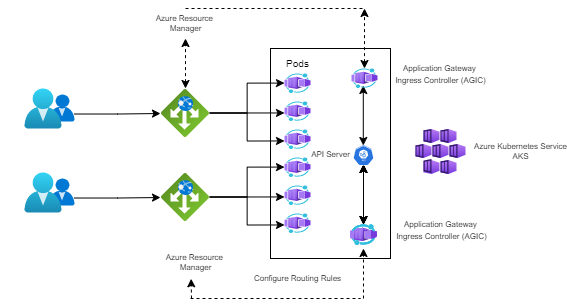 Azure Resource
Manager
Pods
Application Gateway
Ingress Controller (AGIC)
API Server
Azure Kubernetes Service
AKS
Application Gateway
Ingress Controller (AGIC)
Azure Resource
Manager
Configure Routing Rules